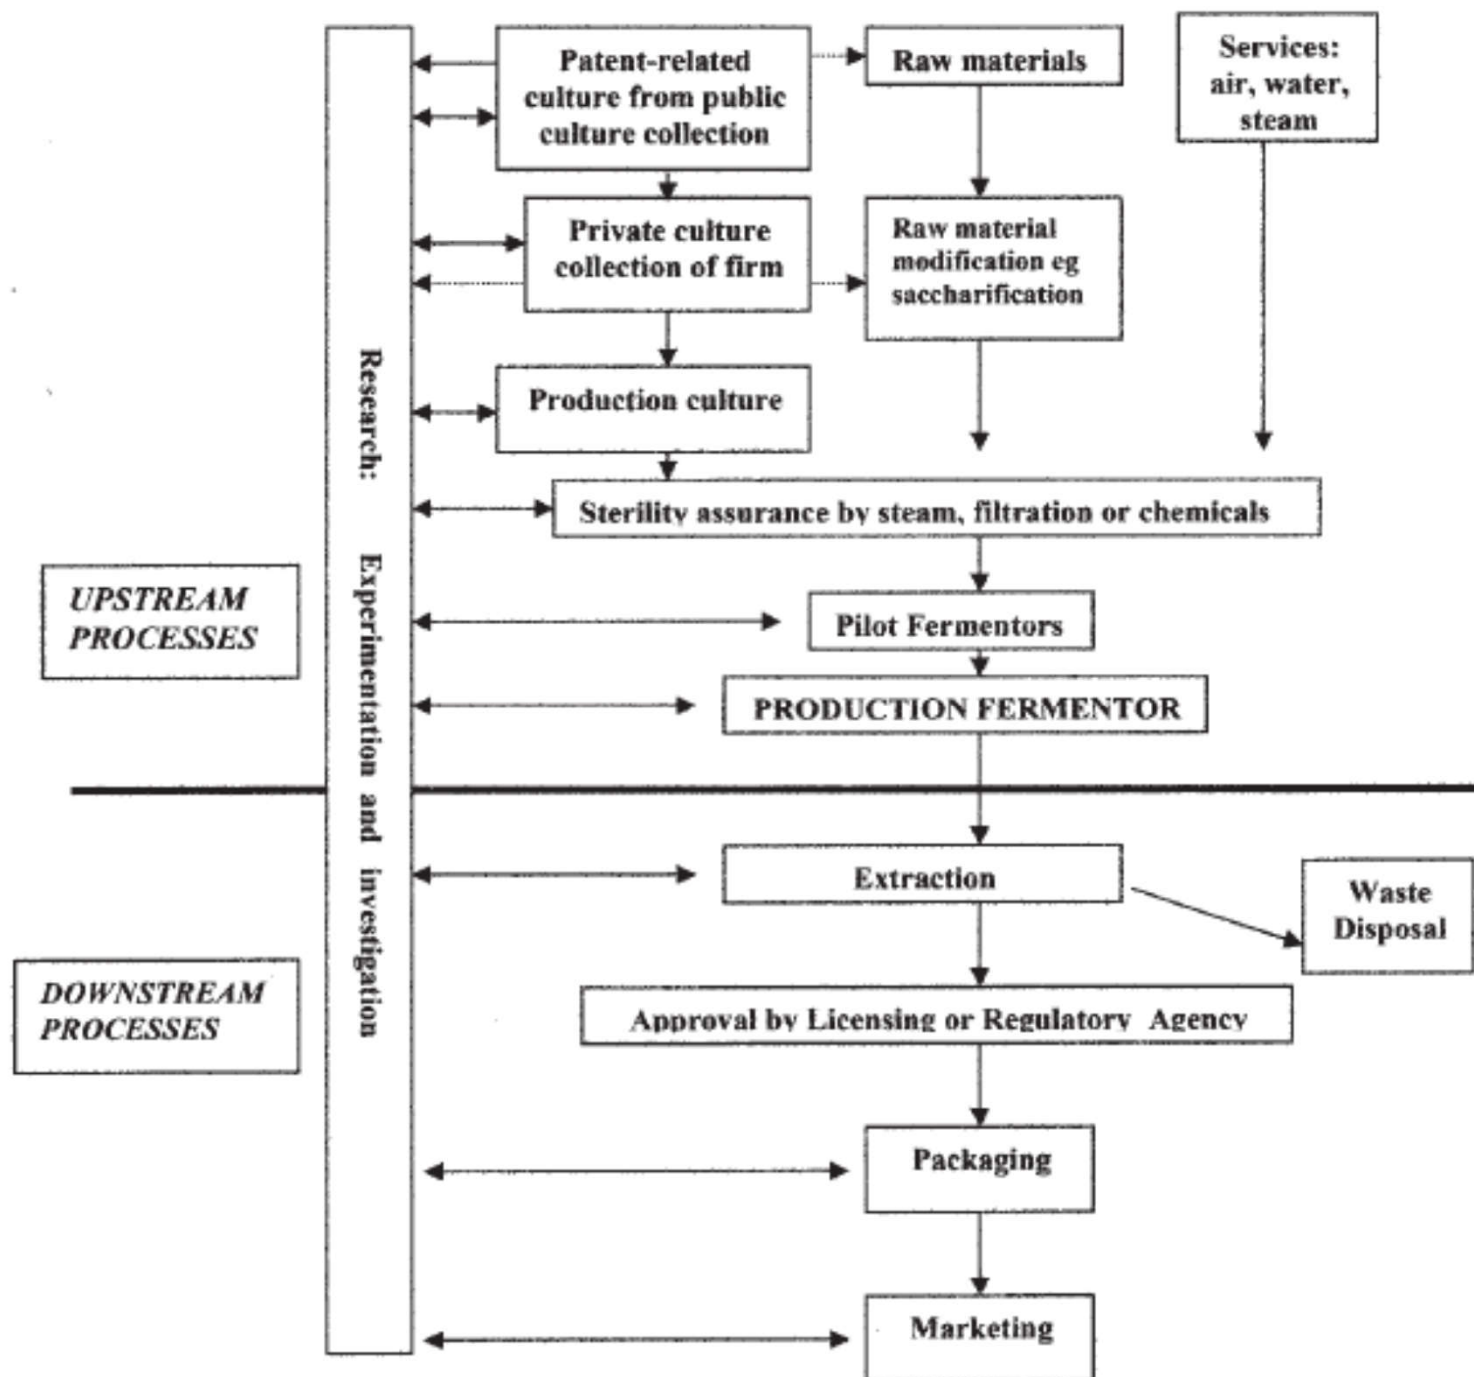 Patent-related
culture from public
culture collection
Raw materials
Services:
air, water,
steam
Private culture
collection of firm
Raw material
modification eg
saccharification
Production culture
Sterility assurance by steam, filtration or chemicals
Research: Experimentation and investigation
UPSTREAM
PROCESSES
Pilot Fermentors
PRODUCTION FERMENTOR
Extraction
Waste
Disposal
DOWNSTREAM
PROCESSES
Approval by Licensing or Regulatory Agency
Packaging
Marketing